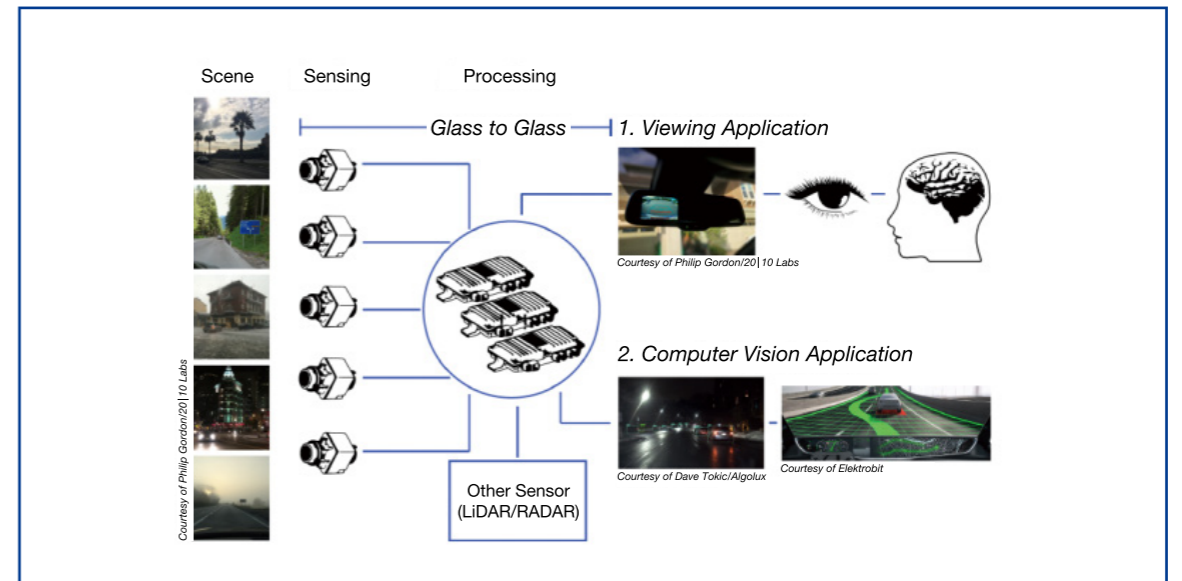 Scene
Sensing
Processing
Glass to Glass
1. Viewing Application
Courtesy of Philip Gordon/20|10 Labs
2. Computer Vision Application
Courtesy of Dave Tokic/Algolux
Courtesy of Elektrobit
Other Sensor
(LiDAR/RADAR)
Courtesy of Philip Gordon/20|10 Labs